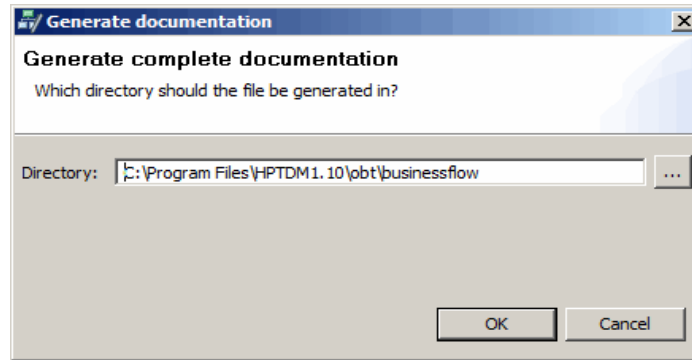 Generate documentation
Generate complete documentation
Which directory should the file be generated in?
Directory: C:\Program Files\HPTDM1.10\obt\businessflow ...
OK Cancel